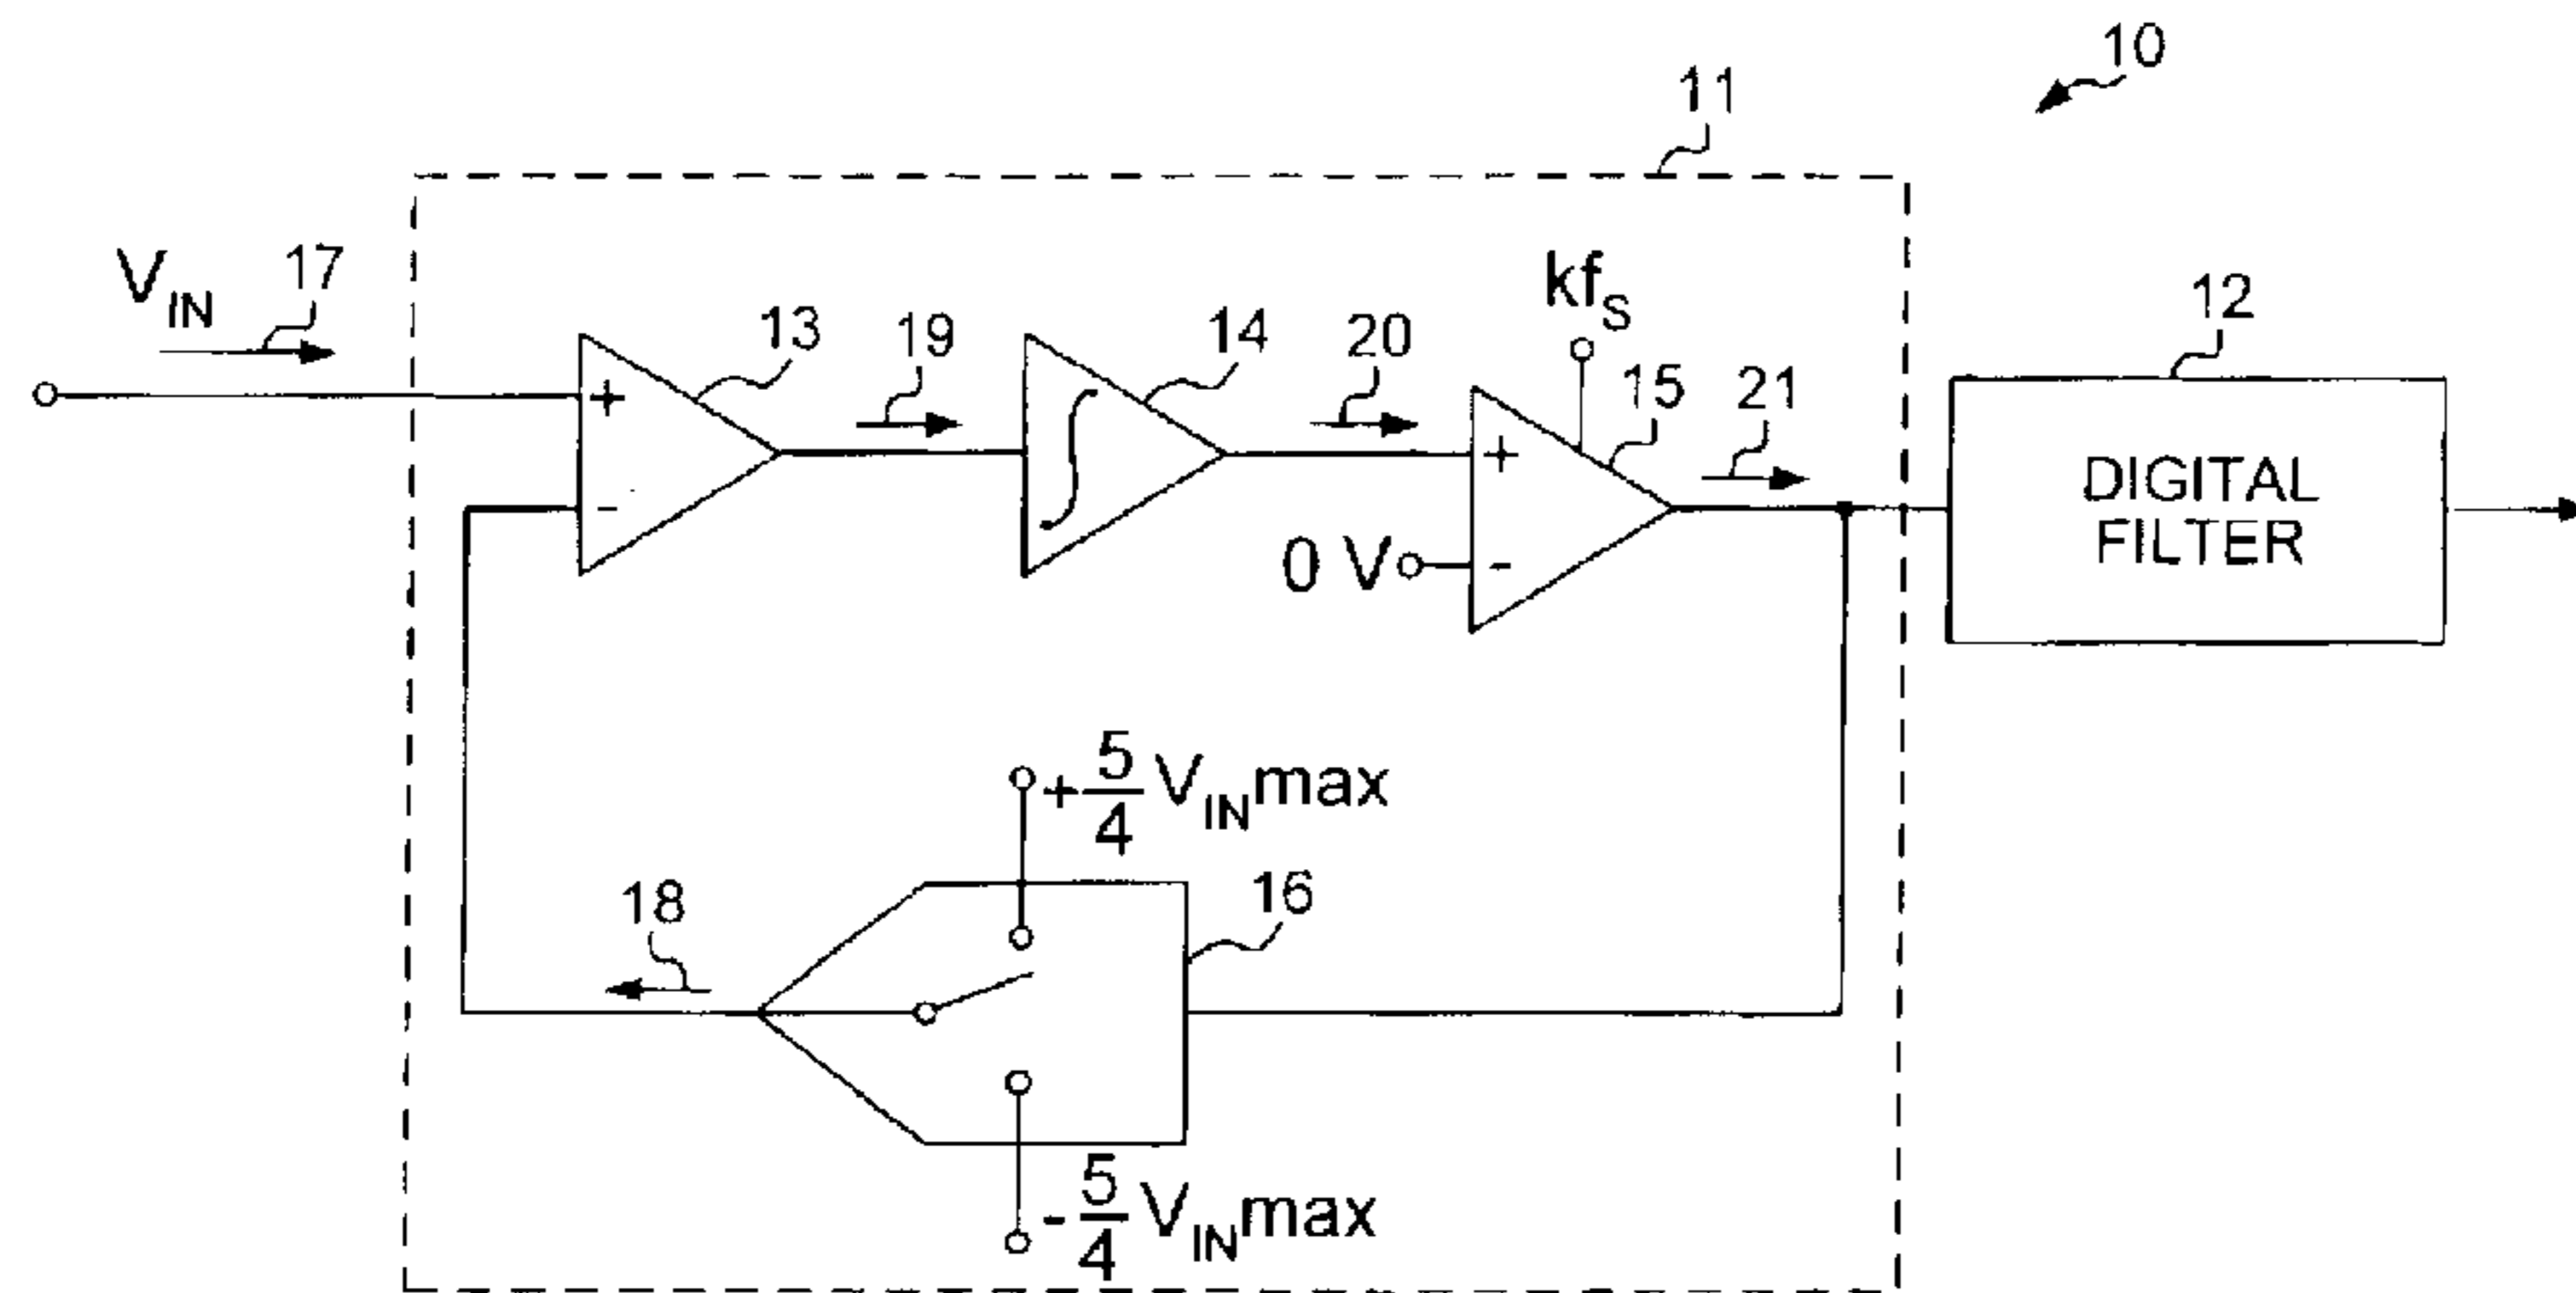 10
11
V_IN 17
13
19
14
20
kf_S
15
21
12
+
-
∫
+
0 V
-
DIGITAL
FILTER
+5/4 V_IN max
18
16
-5/4 V_IN max